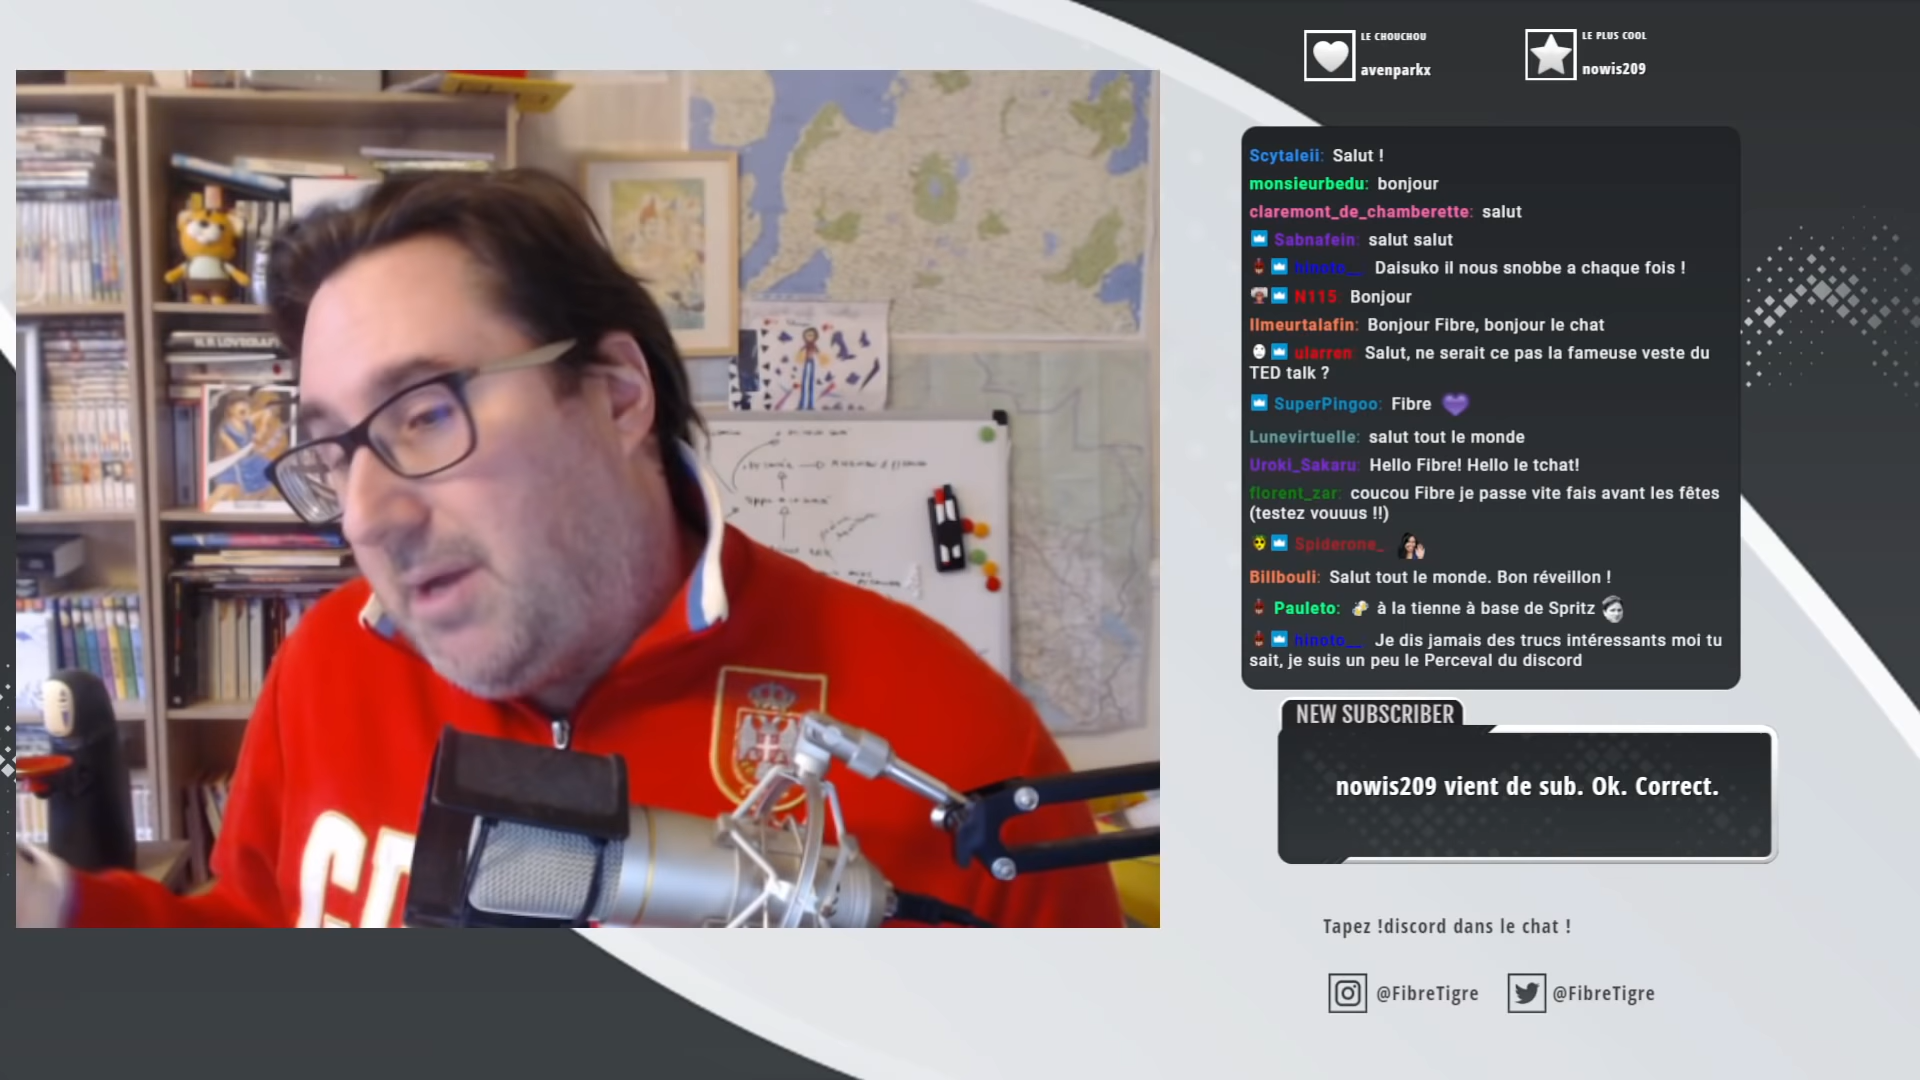 LE CHOUCHOU
avenparkx
LE PLUS COOL
nowis209
Scytaleii: Salut !
monsieurbedu: bonjour
claremont_de_chamberette: salut
Sabnafein: salut salut
hinoto__: Daisuko il nous snobbe a chaque fois !
N115: Bonjour
Ilmeurtalafin: Bonjour Fibre, bonjour le chat
ularren: Salut, ne serait ce pas la fameuse veste du
TED talk ?
SuperPingoo: Fibre
Lunevirtuelle: salut tout le monde
Uroki_Sakaru: Hello Fibre! Hello le tchat!
florent_zar: coucou Fibre je passe vite fais avant les fêtes
(testez vouuus !!)
Spiderone_:
Billbouli: Salut tout le monde. Bon réveillon !
Pauleto: à la tienne à base de Spritz
hinoto__: Je dis jamais des trucs intéressants moi tu
sait, je suis un peu le Perceval du discord
NEW SUBSCRIBER
nowis209 vient de sub. Ok. Correct.
Tapez !discord dans le chat !
@FibreTigre
@FibreTigre
H.P. LOVECRAFT